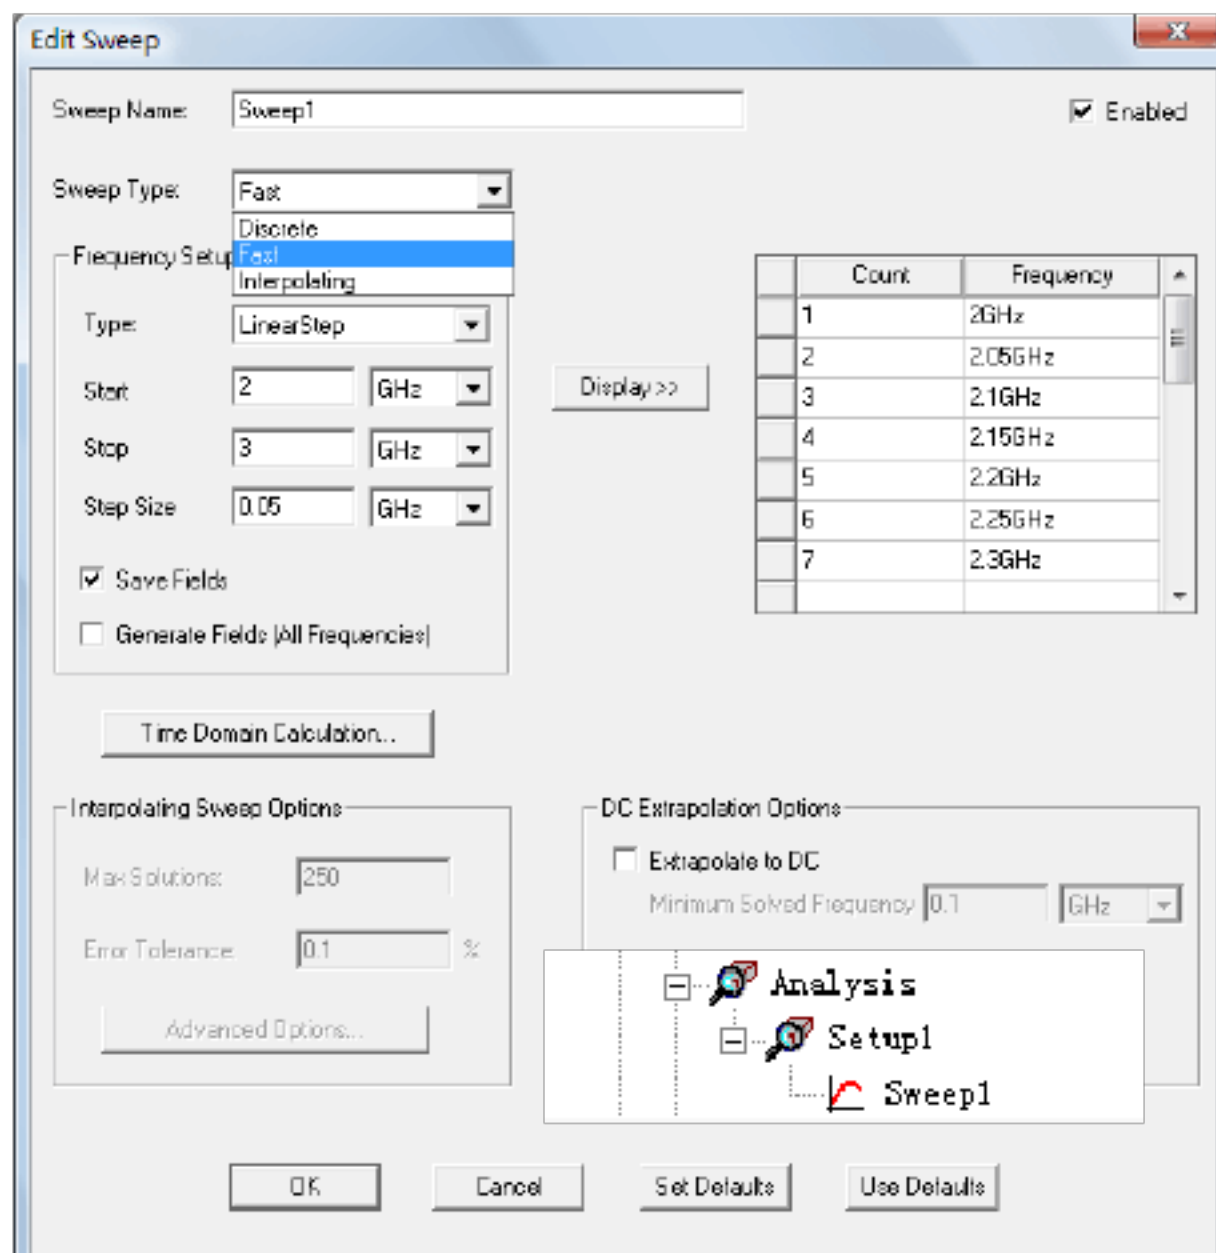 Edit Sweep
Sweep Name: Sweep1 Enabled
Sweep Type: Fast
Discrete
Fast
Interpolating
Frequency Setup
Type: LinearStep
Start 2 GHz
Stop 3 GHz
Step Size 0.05 GHz
Save Fields
Generate Fields (All Frequencies)
Display >>
Count Frequency
1 2GHz
2 2.05GHz
3 2.1GHz
4 2.15GHz
5 2.2GHz
6 2.25GHz
7 2.3GHz
Time Domain Calculation...
Interpolating Sweep Options
Max Solutions: 250
Error Tolerance: 0.1 %
Advanced Options...
DC Extrapolation Options
Extrapolate to DC
Minimum Solved Frequency 0.1 GHz
Analysis
Setup1
Sweep1
OK Cancel Set Defaults Use Defaults